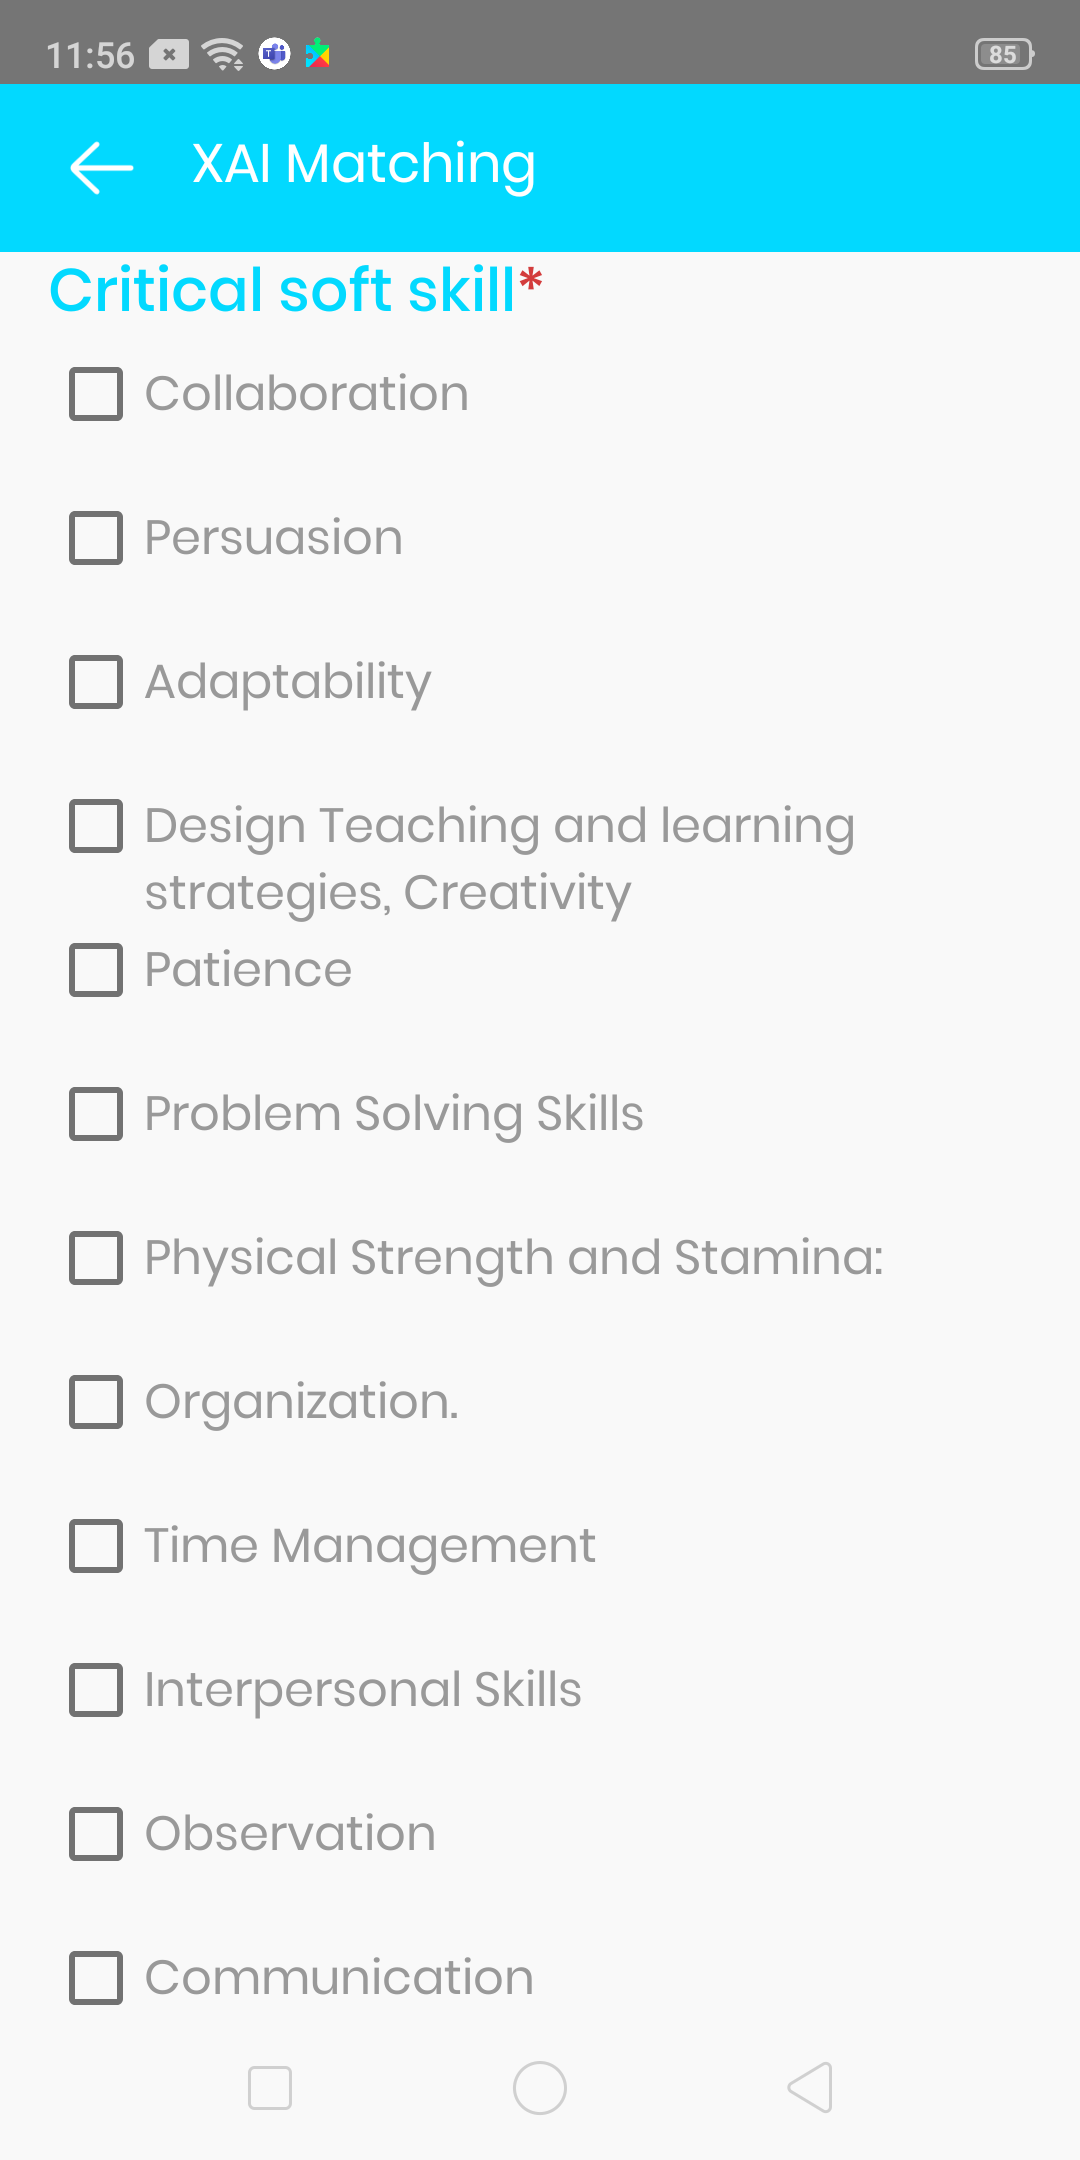 11:56
85
XAI Matching
Critical soft skill*
Collaboration
Persuasion
Adaptability
Design Teaching and learning
strategies, Creativity
Patience
Problem Solving Skills
Physical Strength and Stamina:
Organization.
Time Management
Interpersonal Skills
Observation
Communication